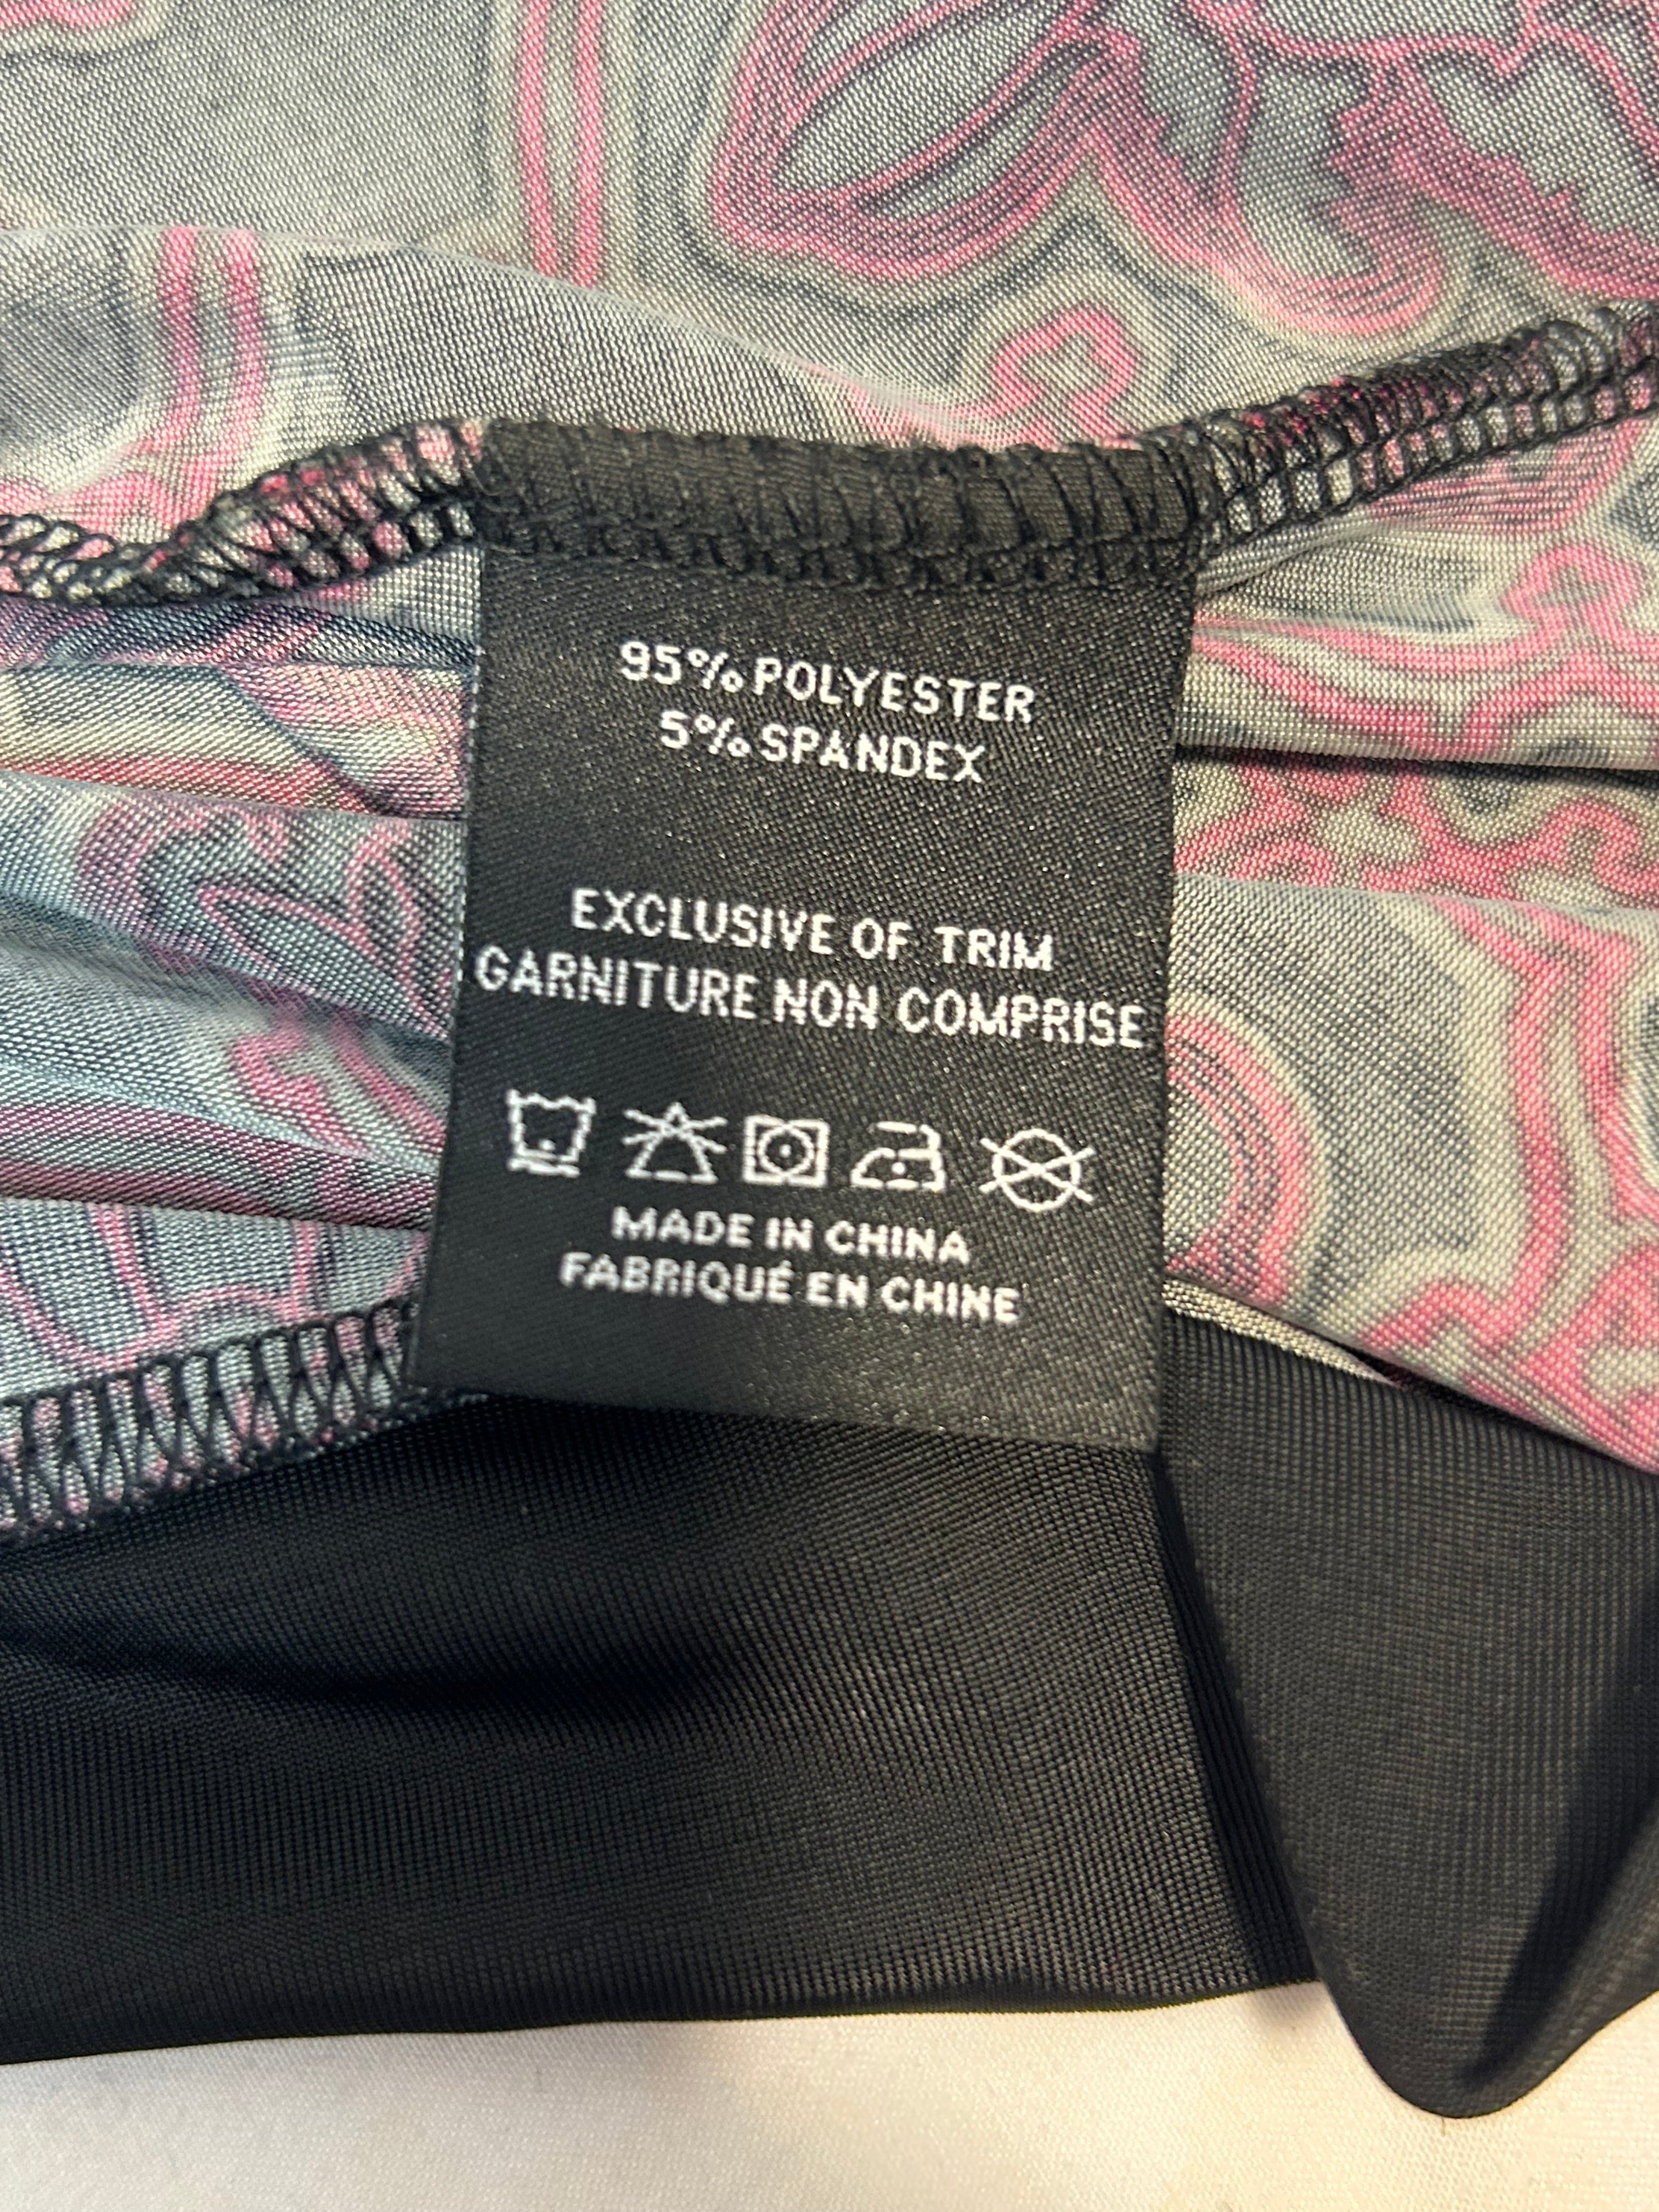 95% POLYESTER
5% SPANDEX
EXCLUSIVE OF TRIM
GARNITURE NON COMPRISE
MADE IN CHINA
FABRIQUÉ EN CHINE